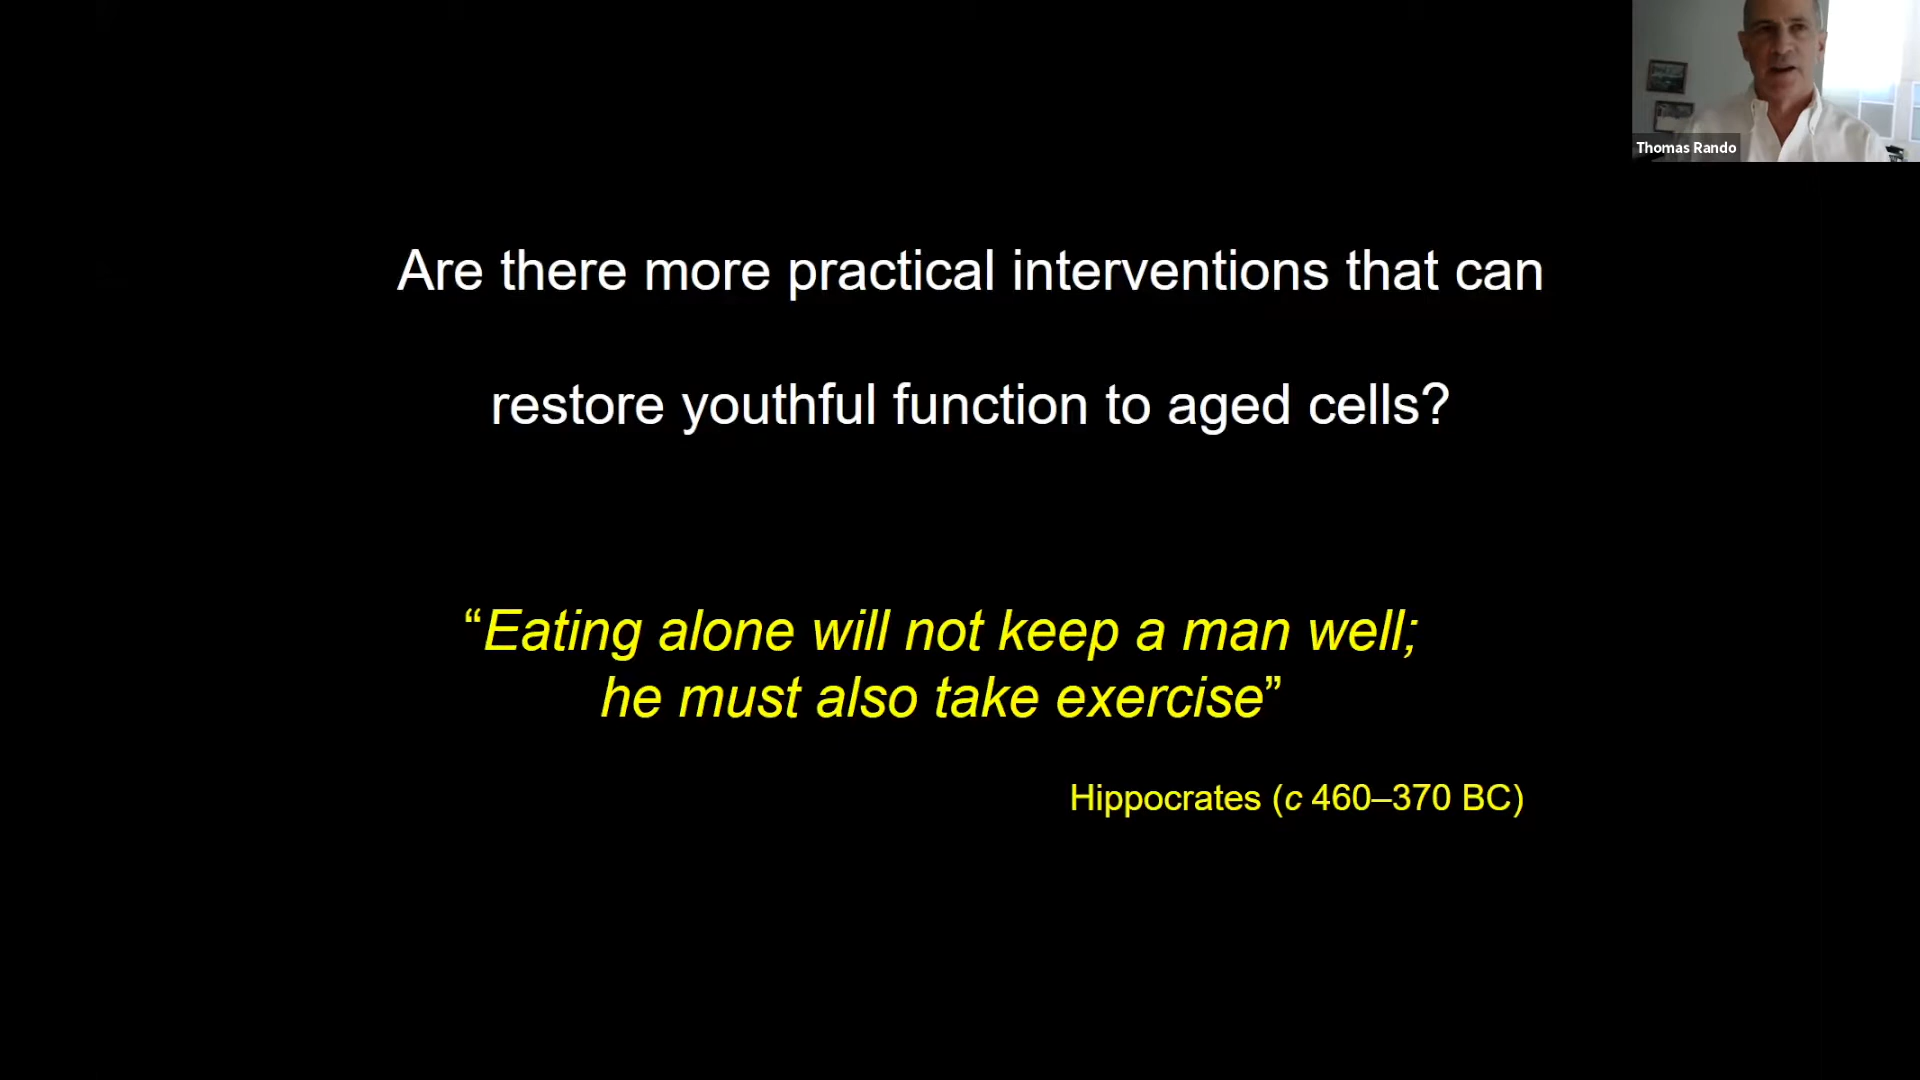 Thomas Rando
Are there more practical interventions that can
restore youthful function to aged cells?
“Eating alone will not keep a man well;
he must also take exercise”
Hippocrates (c 460–370 BC)